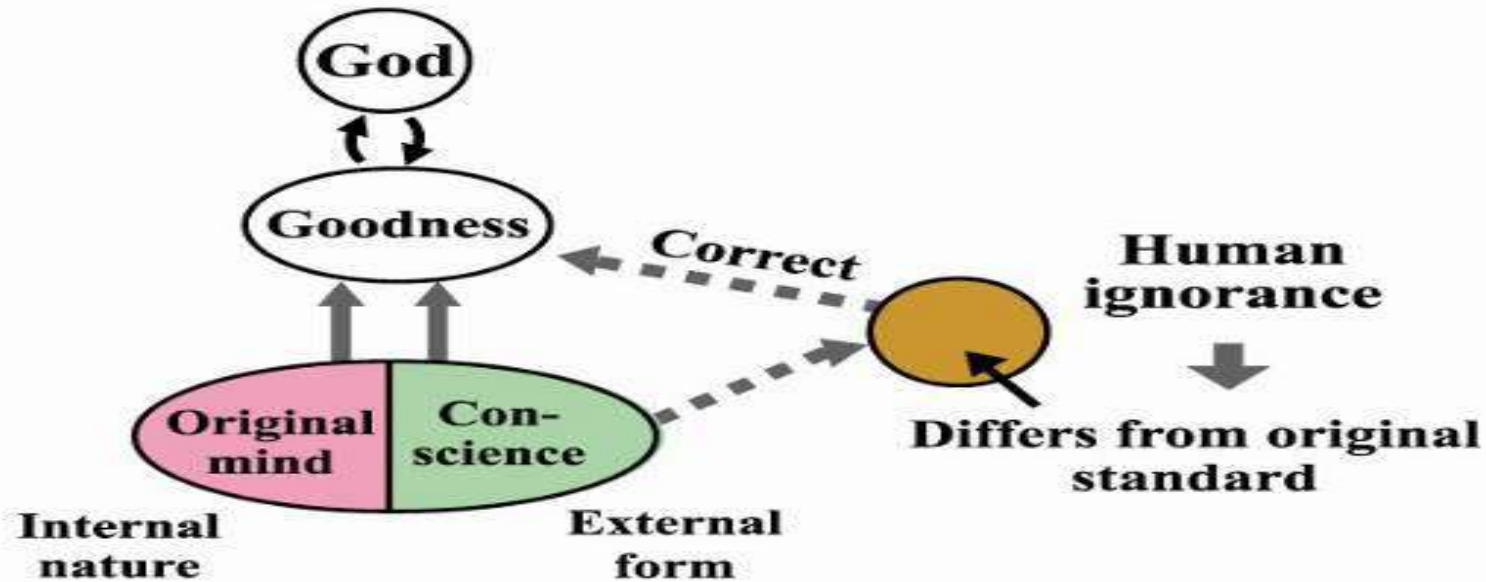 God
Goodness
Correct
Human
ignorance
Differs from original
standard
Original
mind
Con-
science
Internal
nature
External
form